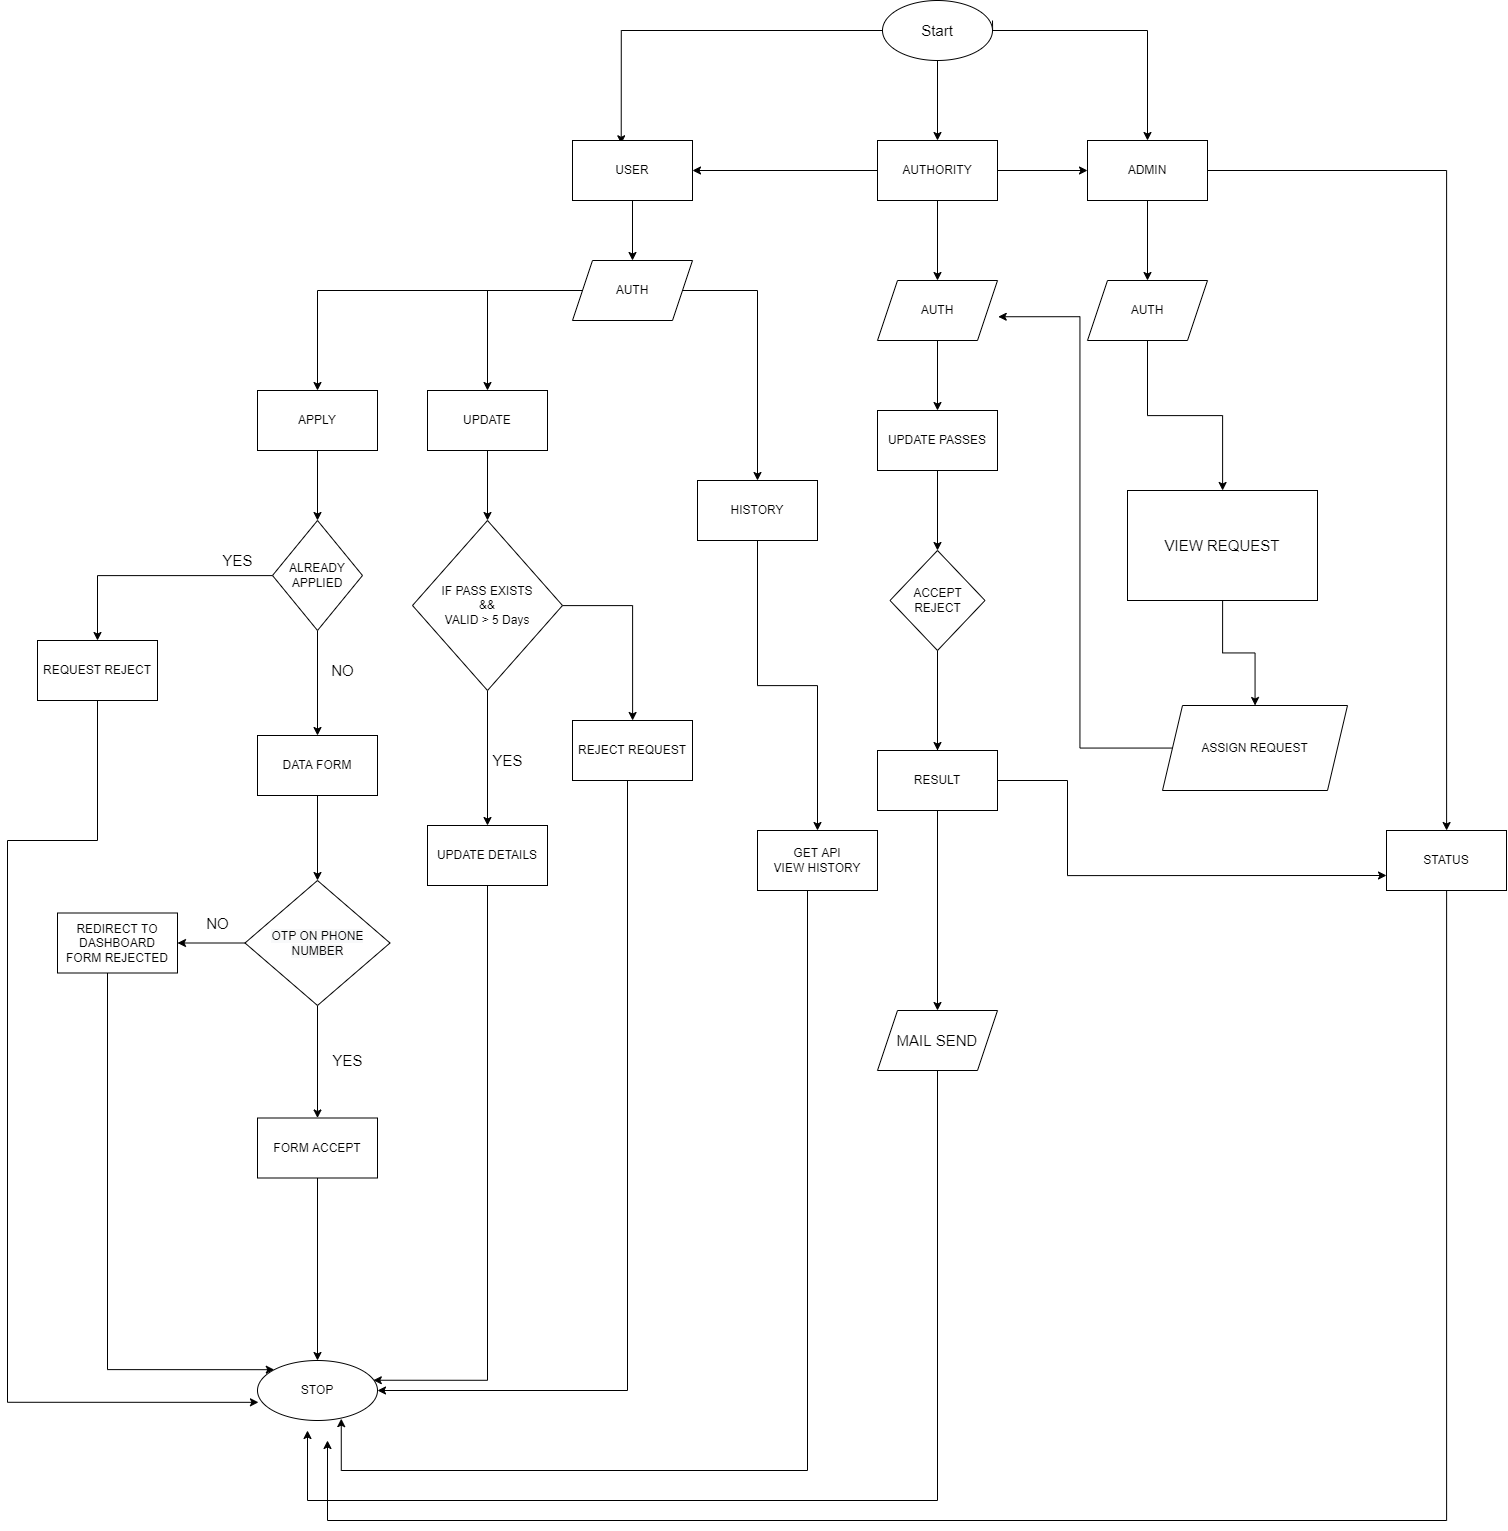 Start
USER
AUTHORITY
ADMIN
AUTH
AUTH
AUTH
APPLY
UPDATE
UPDATE PASSES
HISTORY
VIEW REQUEST
YES
ALREADY
APPLIED
IF PASS EXISTS
&&
VALID > 5 Days
ACCEPT
REJECT
REQUEST REJECT
NO
DATA FORM
YES
REJECT REQUEST
RESULT
ASSIGN REQUEST
UPDATE DETAILS
GET API
VIEW HISTORY
STATUS
REDIRECT TO
DASHBOARD
FORM REJECTED
NO
OTP ON PHONE
NUMBER
MAIL SEND
YES
FORM ACCEPT
STOP